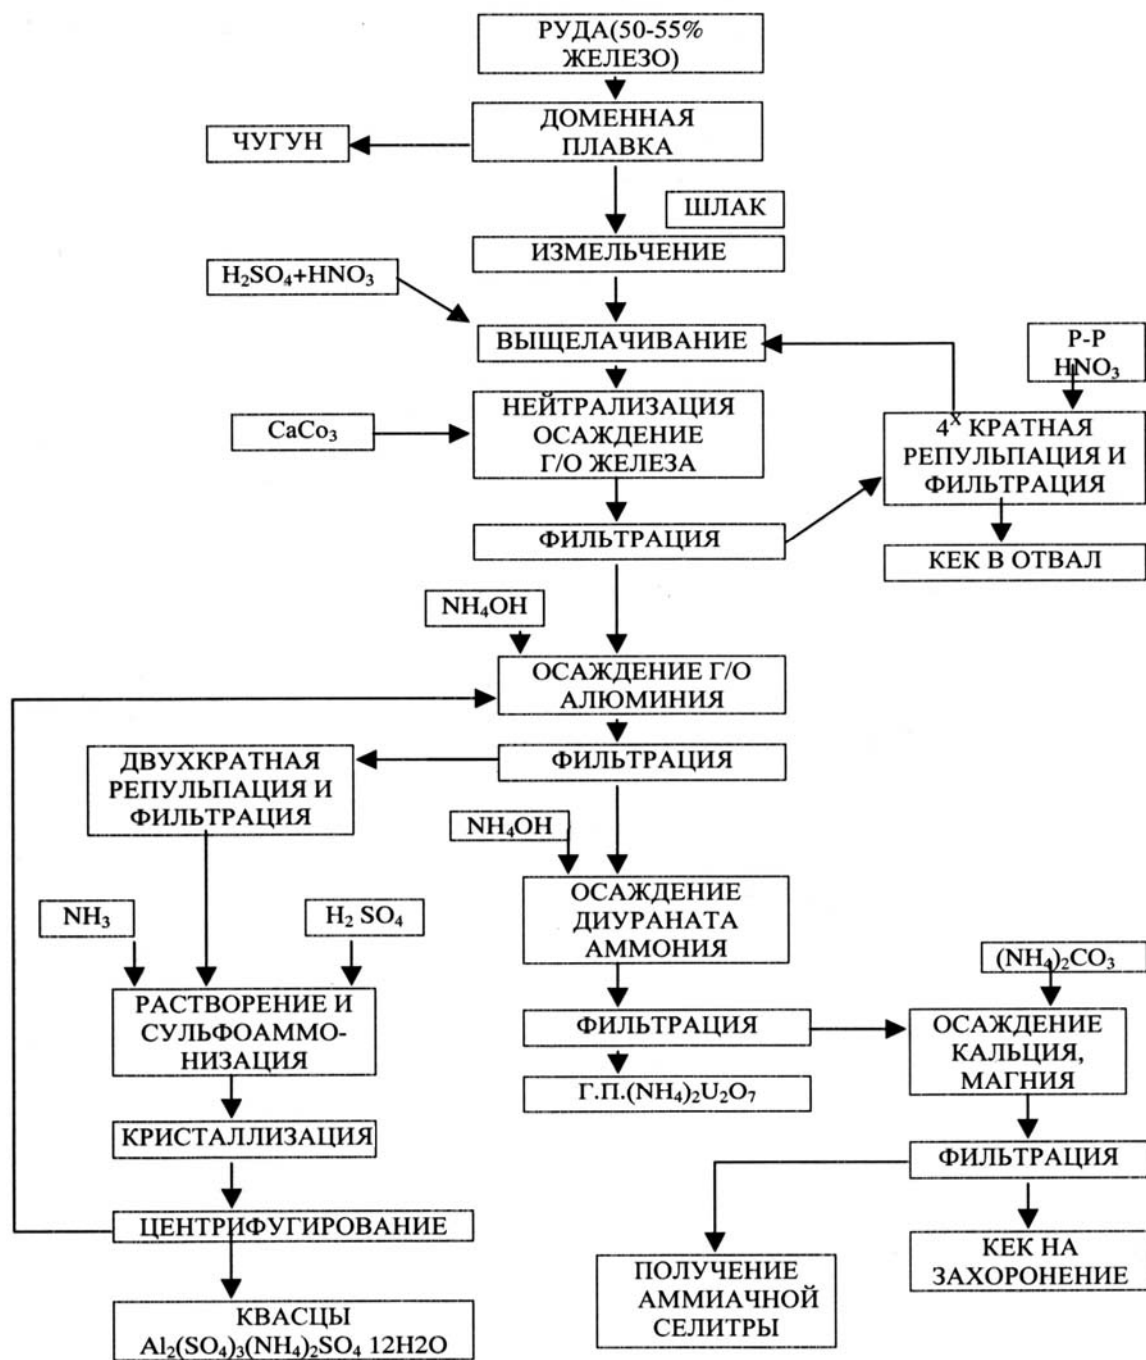 РУДА(50-55%
ЖЕЛЕЗО)
ДОМЕННАЯ
ПЛАВКА
ЧУГУН
ШЛАК
ИЗМЕЛЬЧЕНИЕ
H₂SO₄+HNO₃
ВЫЩЕЛАЧИВАНИЕ
Р-Р
HNO₃
НЕЙТРАЛИЗАЦИЯ
ОСАЖДЕНИЕ
Г/О ЖЕЛЕЗА
CaCo₃
4ˣ КРАТНАЯ
РЕПУЛЬПАЦИЯ И
ФИЛЬТРАЦИЯ
ФИЛЬТРАЦИЯ
КЕК В ОТВАЛ
NH₄OH
ОСАЖДЕНИЕ Г/О
АЛЮМИНИЯ
ФИЛЬТРАЦИЯ
ДВУХКРАТНАЯ
РЕПУЛЬПАЦИЯ И
ФИЛЬТРАЦИЯ
NH₄OH
ОСАЖДЕНИЕ
ДИУРАНАТА
АММОНИЯ
NH₃
H₂ SO₄
(NH₄)₂CO₃
РАСТВОРЕНИЕ И
СУЛЬФОАММО-
НИЗАЦИЯ
ФИЛЬТРАЦИЯ
ОСАЖДЕНИЕ
КАЛЬЦИЯ,
МАГНИЯ
Г.П.(NH₄)₂U₂O₇
КРИСТАЛЛИЗАЦИЯ
ФИЛЬТРАЦИЯ
ЦЕНТРИФУГИРОВАНИЕ
КЕК НА
ЗАХОРОНЕНИЕ
ПОЛУЧЕНИЕ
АММИАЧНОЙ
СЕЛИТРЫ
КВАСЦЫ
Al₂(SO₄)₃(NH₄)₂SO₄ 12H2O